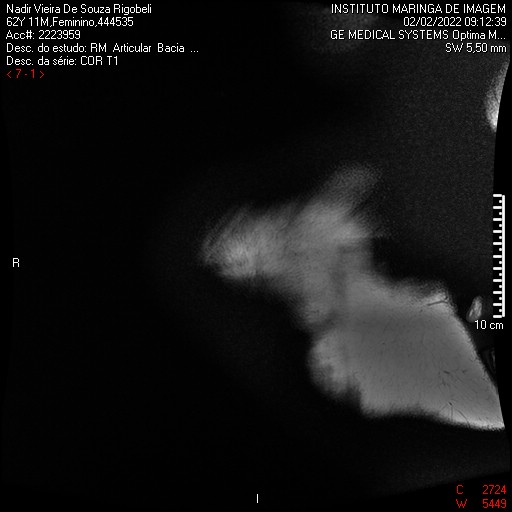 Nadir Vieira De Souza Rigobeli
62Y 11M,Feminino,444535
Acc#: 2223959
Desc. do estudo: RM Articular Bacia ...
Desc. da série: COR T1
< 7 - 1 >
INSTITUTO MARINGA DE IMAGEM
02/02/2022 09:12:39
GE MEDICAL SYSTEMS Optima M...
SW 5,50 mm
R
10 cm
I
C 2724
W 5449